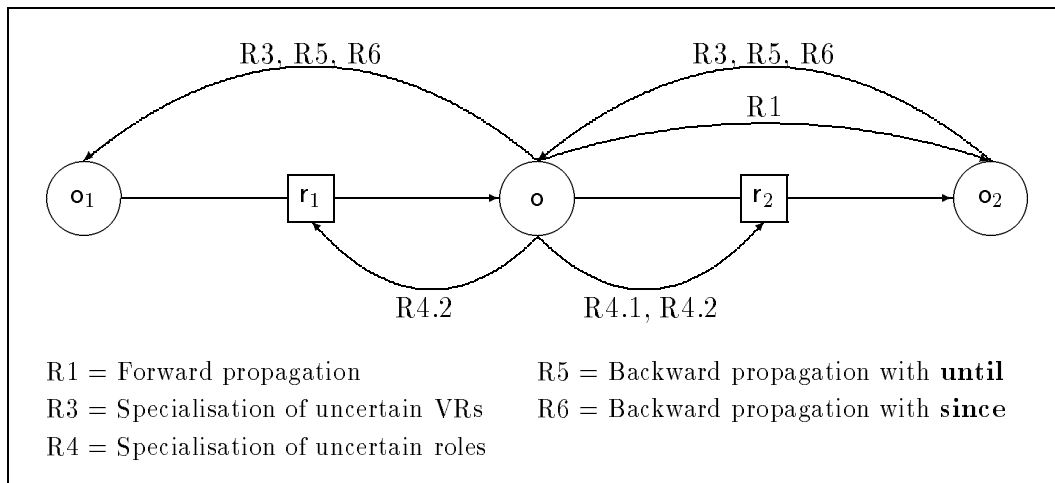 R3, R5, R6
R3, R5, R6
R1
o₁
r₁
o
r₂
o₂
R4.2
R4.1, R4.2
R1 = Forward propagation
R5 = Backward propagation with until
R3 = Specialisation of uncertain VRs
R6 = Backward propagation with since
R4 = Specialisation of uncertain roles